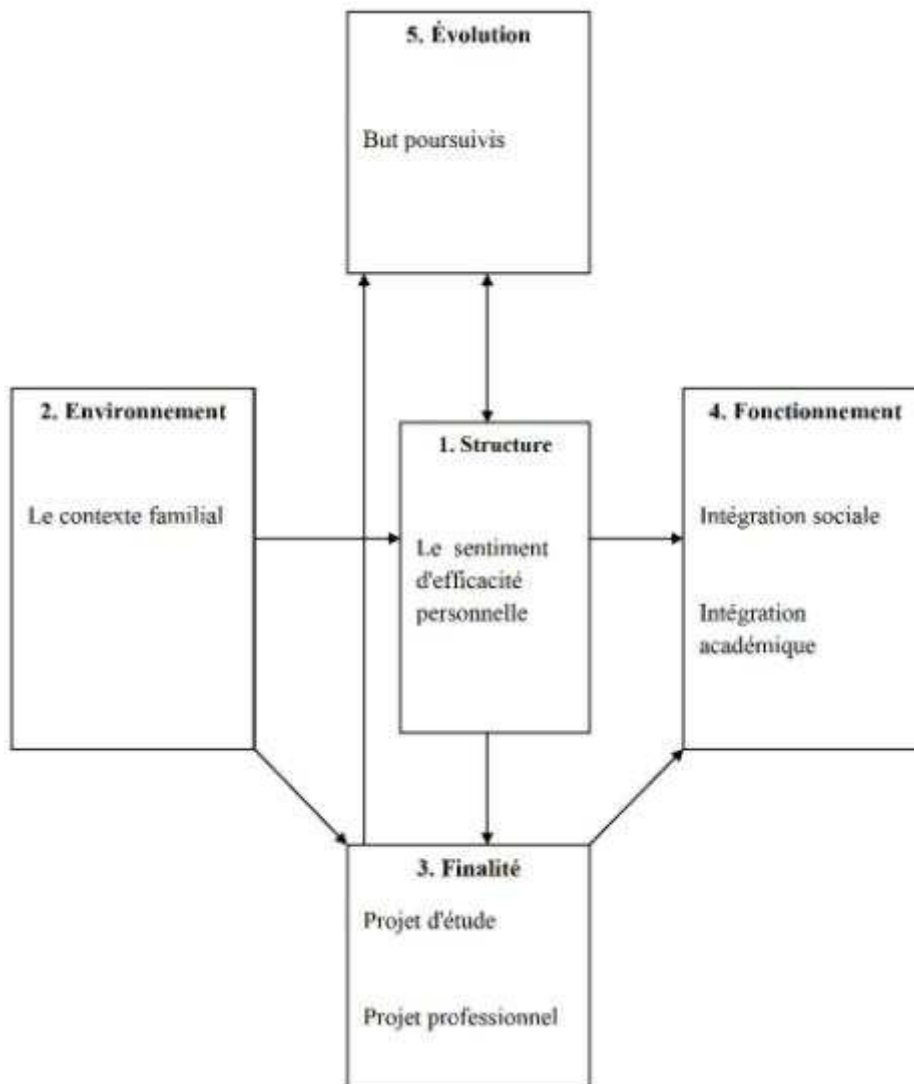 5. Évolution
But poursuivis
2. Environnement
Le contexte familial
1. Structure
Le sentiment
d'efficacité
personnelle
4. Fonctionnement
Intégration sociale
Intégration
académique
3. Finalité
Projet d'étude
Projet professionnel